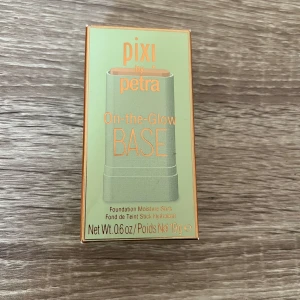 pixi
petra
On-the-Glow
BASE
Foundation Moisture Stick
Fond de Teint Stick
Net Wt. 0.6 oz / Poids Net